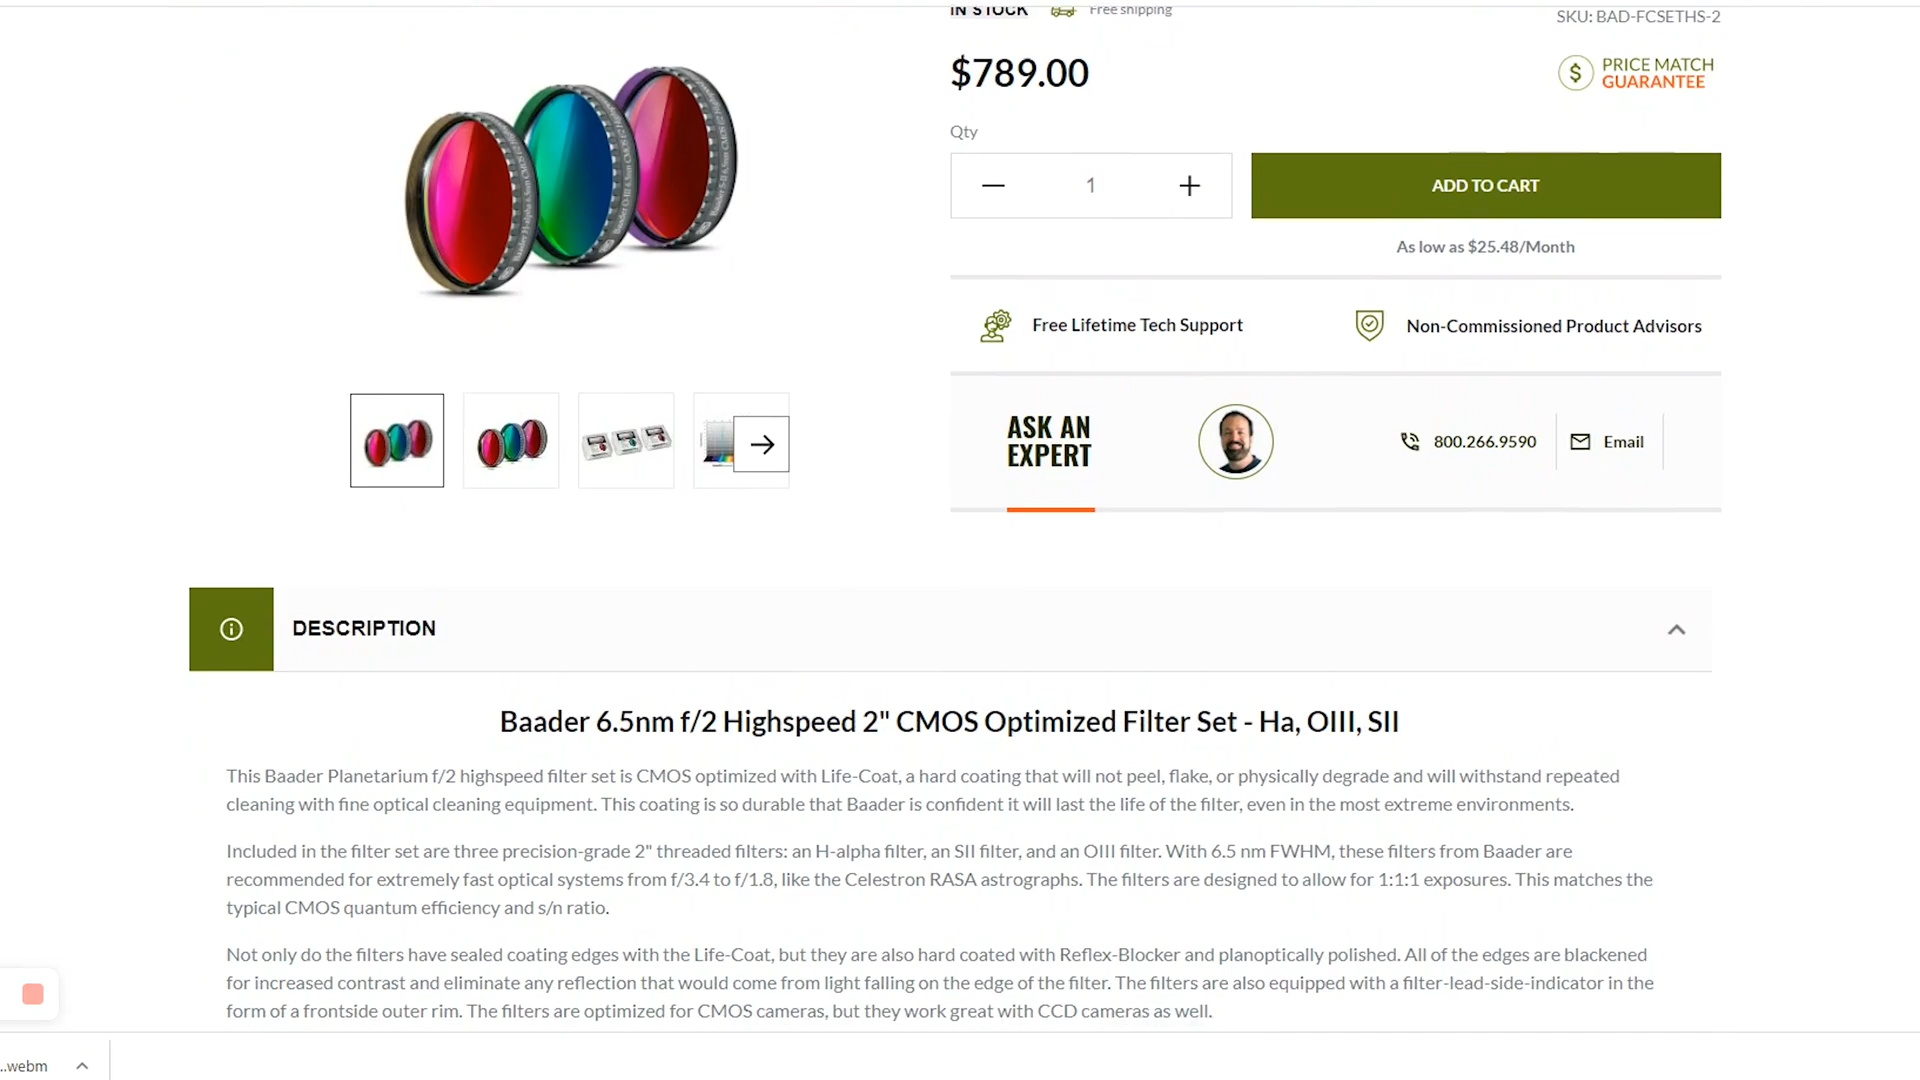 IN STOCK Free shipping
SKU: BAD-FCSETHS-2
$789.00
PRICE MATCH
GUARANTEE
Qty
1
ADD TO CART
As low as $25.48/Month
Free Lifetime Tech Support
Non-Commissioned Product Advisors
ASK AN
EXPERT
800.266.9590
Email
DESCRIPTION
Baader 6.5nm f/2 Highspeed 2" CMOS Optimized Filter Set - Ha, OIII, SII
This Baader Planetarium f/2 highspeed filter set is CMOS optimized with Life-Coat, a hard coating that will not peel, flake, or physically degrade and will withstand repeated
cleaning with fine optical cleaning equipment. This coating is so durable that Baader is confident it will last the life of the filter, even in the most extreme environments.
Included in the filter set are three precision-grade 2" threaded filters: an H-alpha filter, an SII filter, and an OIII filter. With 6.5 nm FWHM, these filters from Baader are
recommended for extremely fast optical systems from f/3.4 to f/1.8, like the Celestron RASA astrographs. The filters are designed to allow for 1:1:1 exposures. This matches the
typical CMOS quantum efficiency and s/n ratio.
Not only do the filters have sealed coating edges with the Life-Coat, but they are also hard coated with Reflex-Blocker and planoptically polished. All of the edges are blackened
for increased contrast and eliminate any reflection that would come from light falling on the edge of the filter. The filters are also equipped with a filter-lead-side-indicator in the
form of a frontside outer rim. The filters are optimized for CMOS cameras, but they work great with CCD cameras as well.
...webm